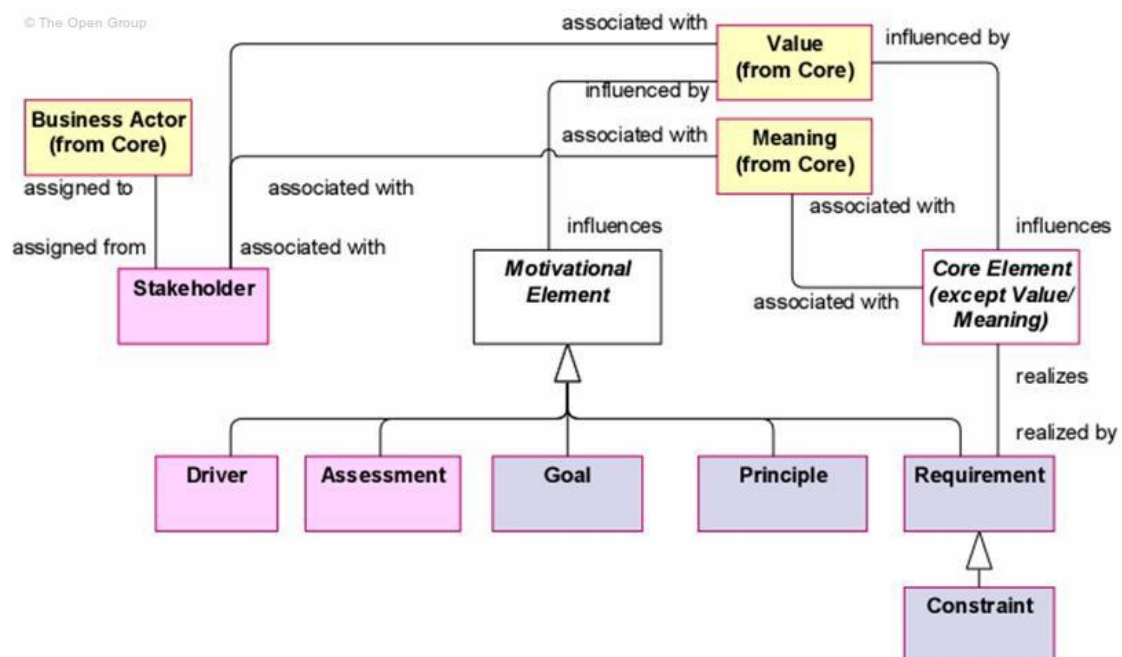 © The Open Group
associated with
Value
(from Core)
influenced by
influenced by
Business Actor
(from Core)
associated with
Meaning
(from Core)
assigned to
associated with
associated with
assigned from
associated with
influences
influences
Stakeholder
Motivational
Element
associated with
Core Element
(except Value/
Meaning)
realizes
realized by
Driver
Assessment
Goal
Principle
Requirement
Constraint